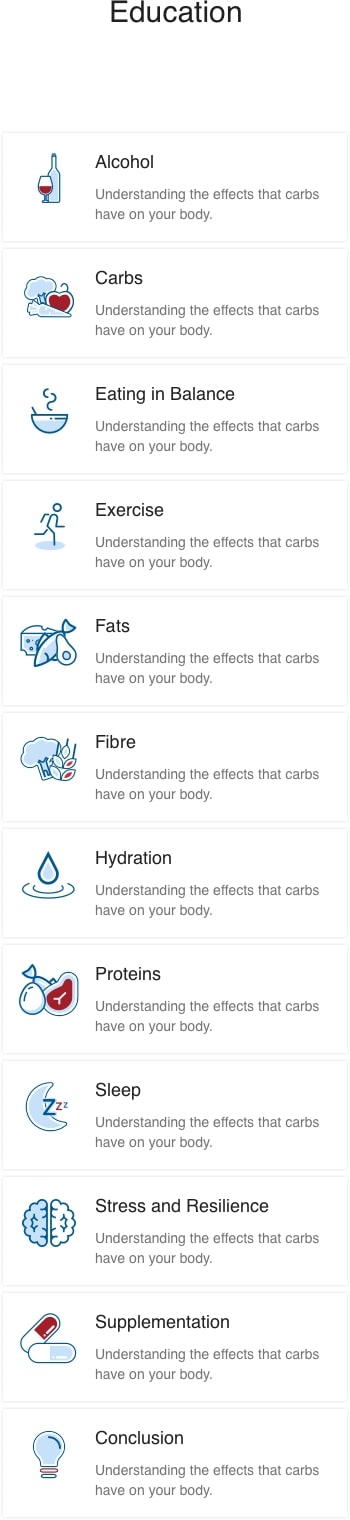 Education
Alcohol
Understanding the effects that carbs
have on your body.
Carbs
Understanding the effects that carbs
have on your body.
Eating in Balance
Understanding the effects that carbs
have on your body.
Exercise
Understanding the effects that carbs
have on your body.
Fats
Understanding the effects that carbs
have on your body.
Fibre
Understanding the effects that carbs
have on your body.
Hydration
Understanding the effects that carbs
have on your body.
Proteins
Understanding the effects that carbs
have on your body.
Sleep
Understanding the effects that carbs
have on your body.
ZZZ
Stress and Resilience
Understanding the effects that carbs
have on your body.
Supplementation
Understanding the effects that carbs
have on your body.
Conclusion
Understanding the effects that carbs
have on your body.